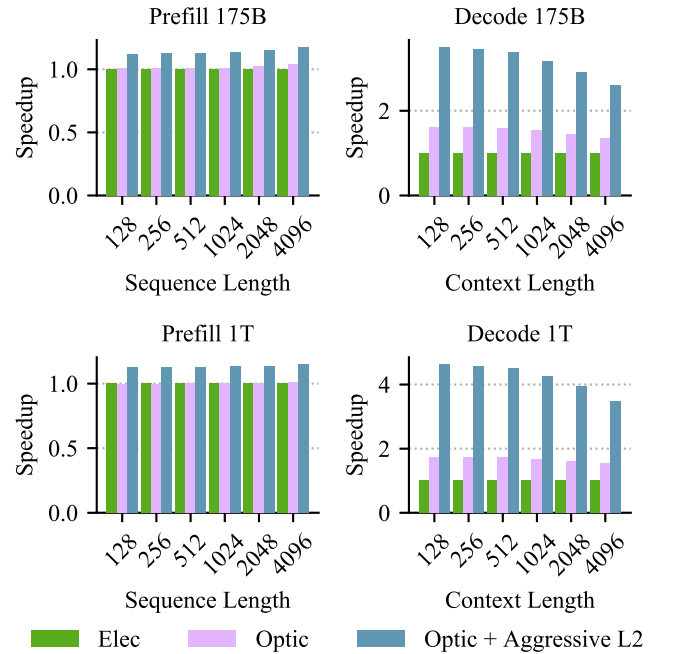 Prefill 175B
Speedup
1.0
0.5
0.0
128 256 512 1024 2048 4096
Sequence Length
Decode 175B
Speedup
2
0
128 256 512 1024 2048 4096
Context Length
Prefill 1T
Speedup
1.0
0.5
0.0
128 256 512 1024 2048 4096
Sequence Length
Decode 1T
Speedup
4
2
0
128 256 512 1024 2048 4096
Context Length
Elec Optic Optic + Aggressive L2